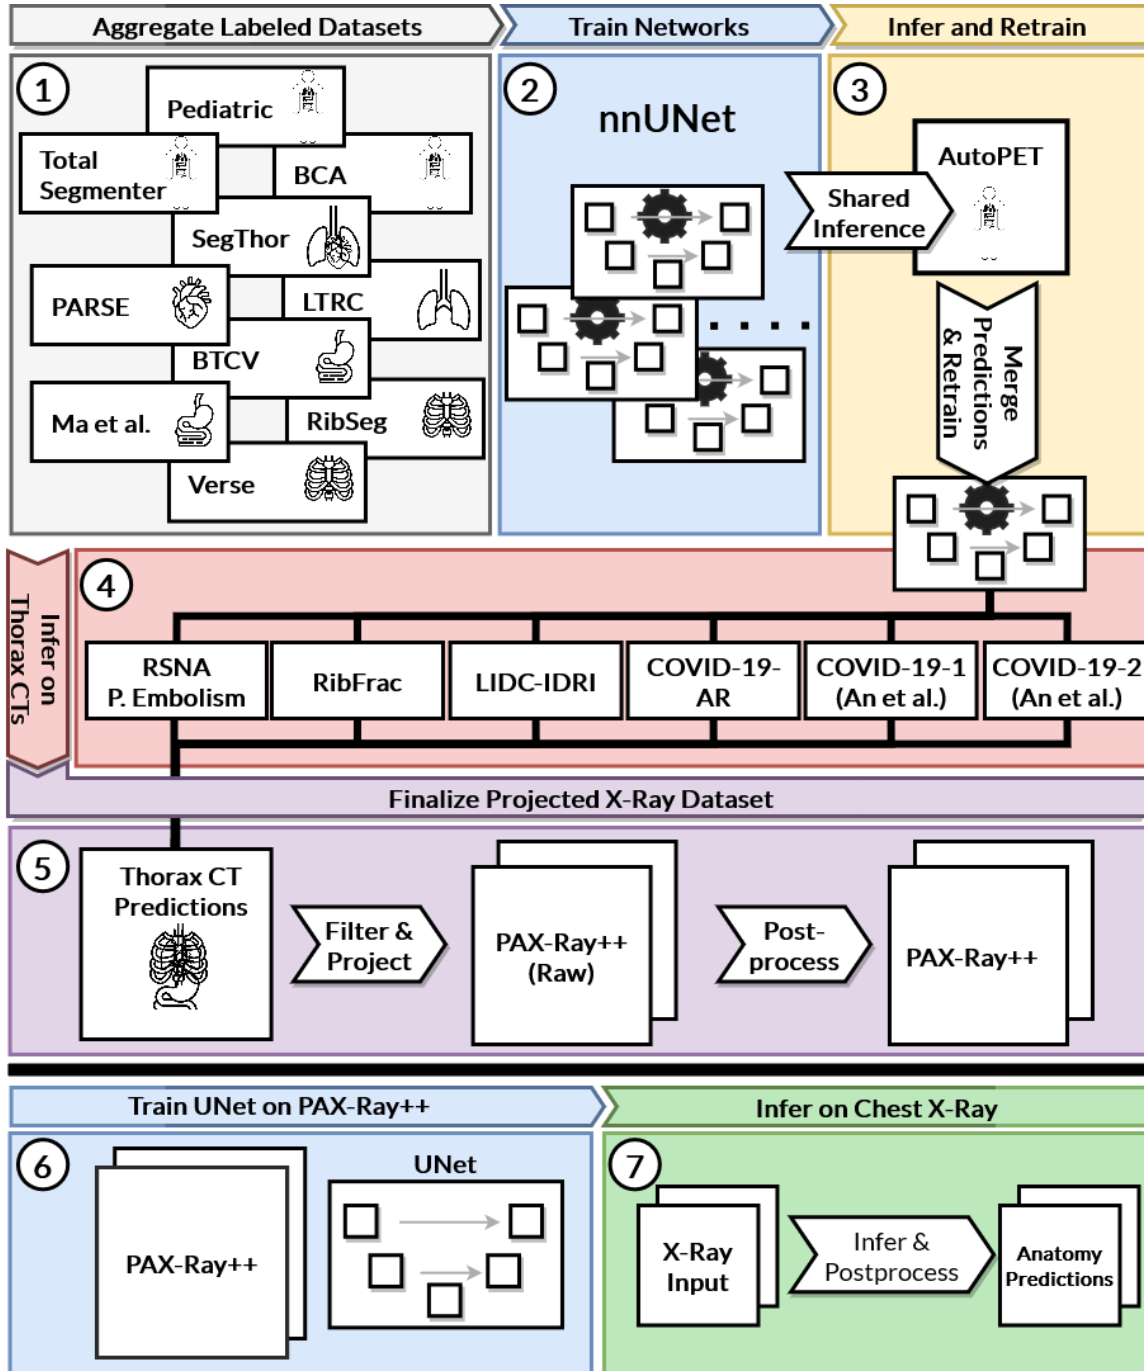 Aggregate Labeled Datasets
Train Networks
Infer and Retrain
1
Pediatric
Total
Segmenter
BCA
SegThor
PARSE
LTRC
BTCV
Ma et al.
RibSeg
Verse
2
nnUNet
3
AutoPET
Shared
Inference
Merge
Predictions
& Retrain
Infer on
Thorax CTs
4
RSNA
P. Embolism
RibFrac
LIDC-IDRI
COVID-19-
AR
COVID-19-1
(An et al.)
COVID-19-2
(An et al.)
Finalize Projected X-Ray Dataset
5
Thorax CT
Predictions
Filter &
Project
PAX-Ray++
(Raw)
Post-
process
PAX-Ray++
Train UNet on PAX-Ray++
Infer on Chest X-Ray
6
PAX-Ray++
UNet
7
X-Ray
Input
Infer &
Postprocess
Anatomy
Predictions